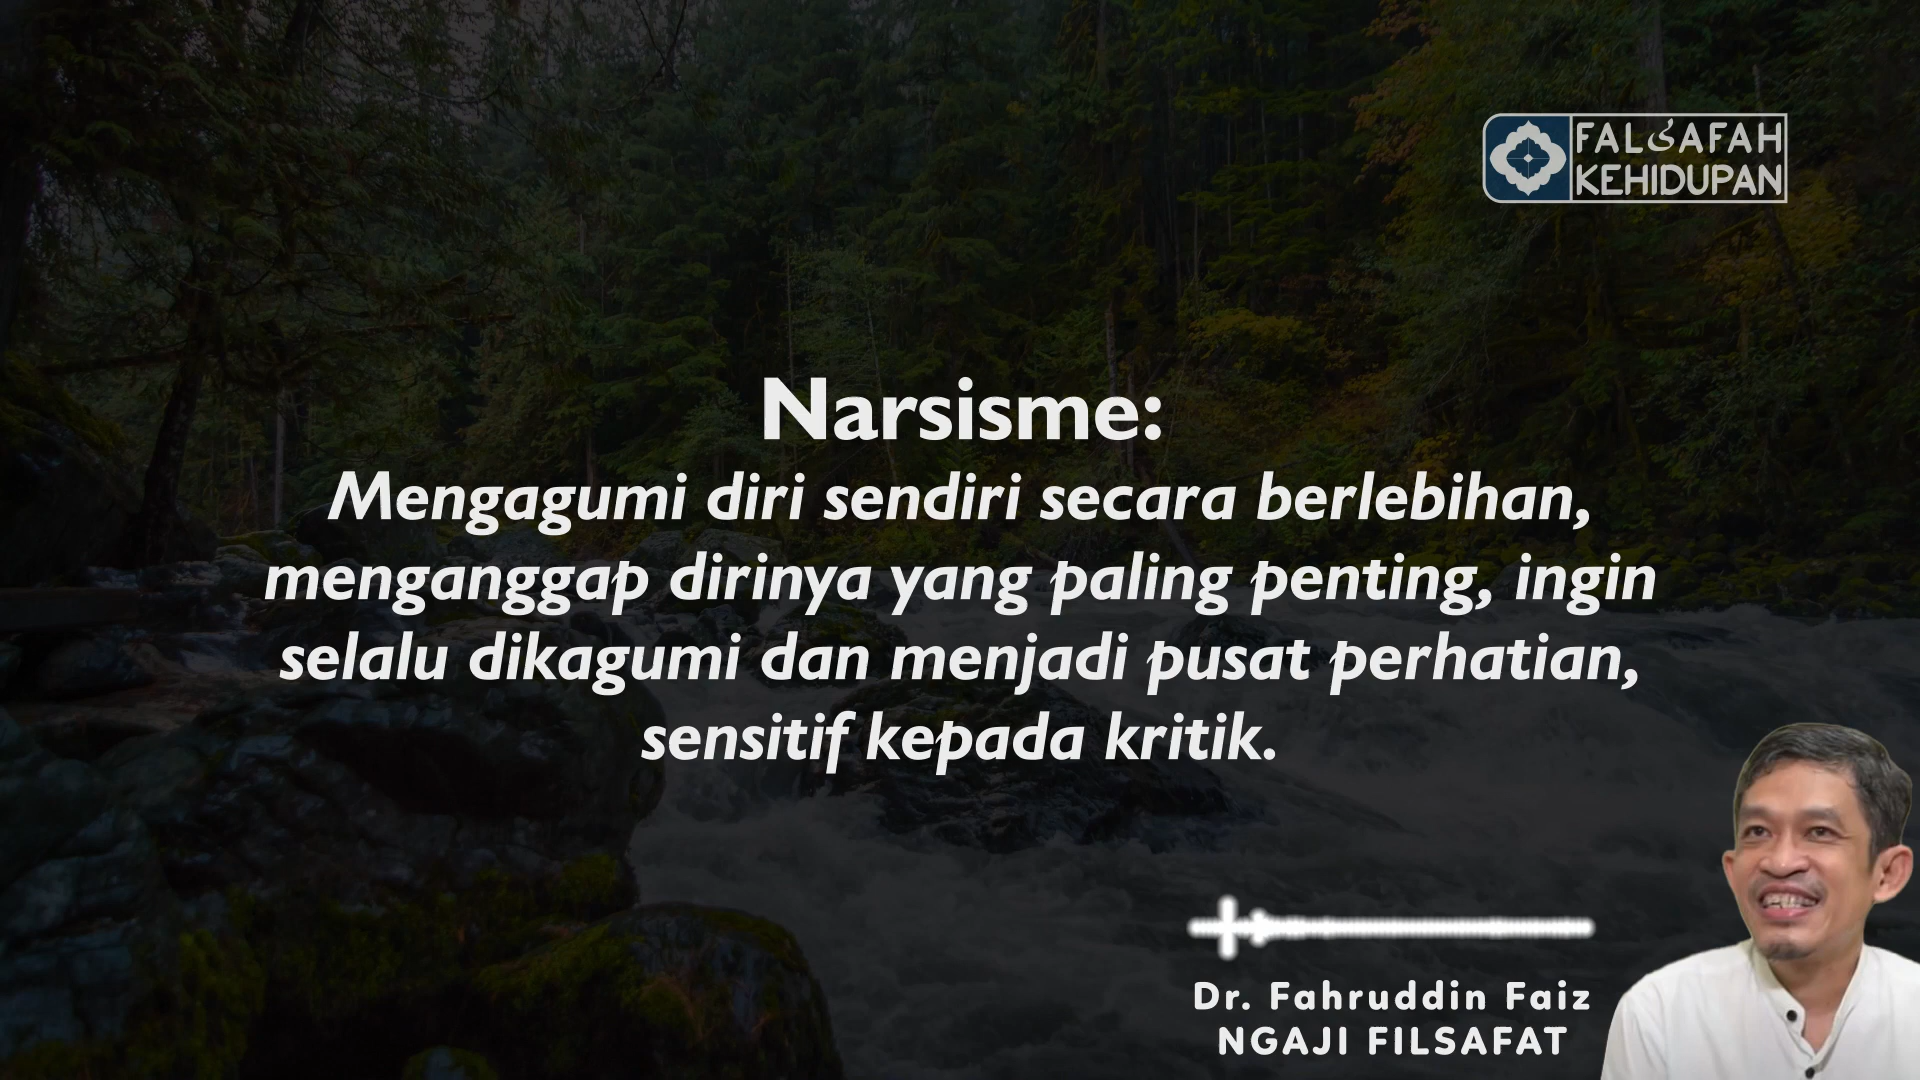 FALSAFAH
KEHIDUPAN
Narsisme:
Mengagumi diri sendiri secara berlebihan,
menganggap dirinya yang paling penting, ingin
selalu dikagumi dan menjadi pusat perhatian,
sensitif kepada kritik.
Dr. Fahruddin Faiz
NGAJI FILSAFAT